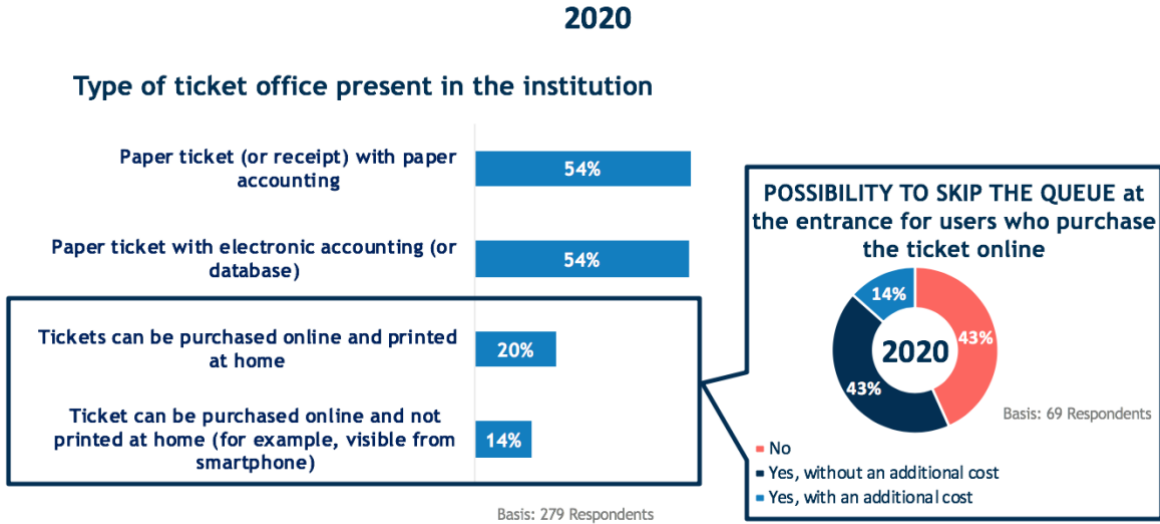 2020
Type of ticket office present in the institution
Paper ticket (or receipt) with paper
accounting
54%
Paper ticket with electronic accounting (or
database)
54%
Tickets can be purchased online and printed
at home
20%
Ticket can be purchased online and not
printed at home (for example, visible from
smartphone)
14%
Basis: 279 Respondents
POSSIBILITY TO SKIP THE QUEUE at
the entrance for users who purchase
the ticket online
14%
43%
2020
43%
Basis: 69 Respondents
No
Yes, without an additional cost
Yes, with an additional cost